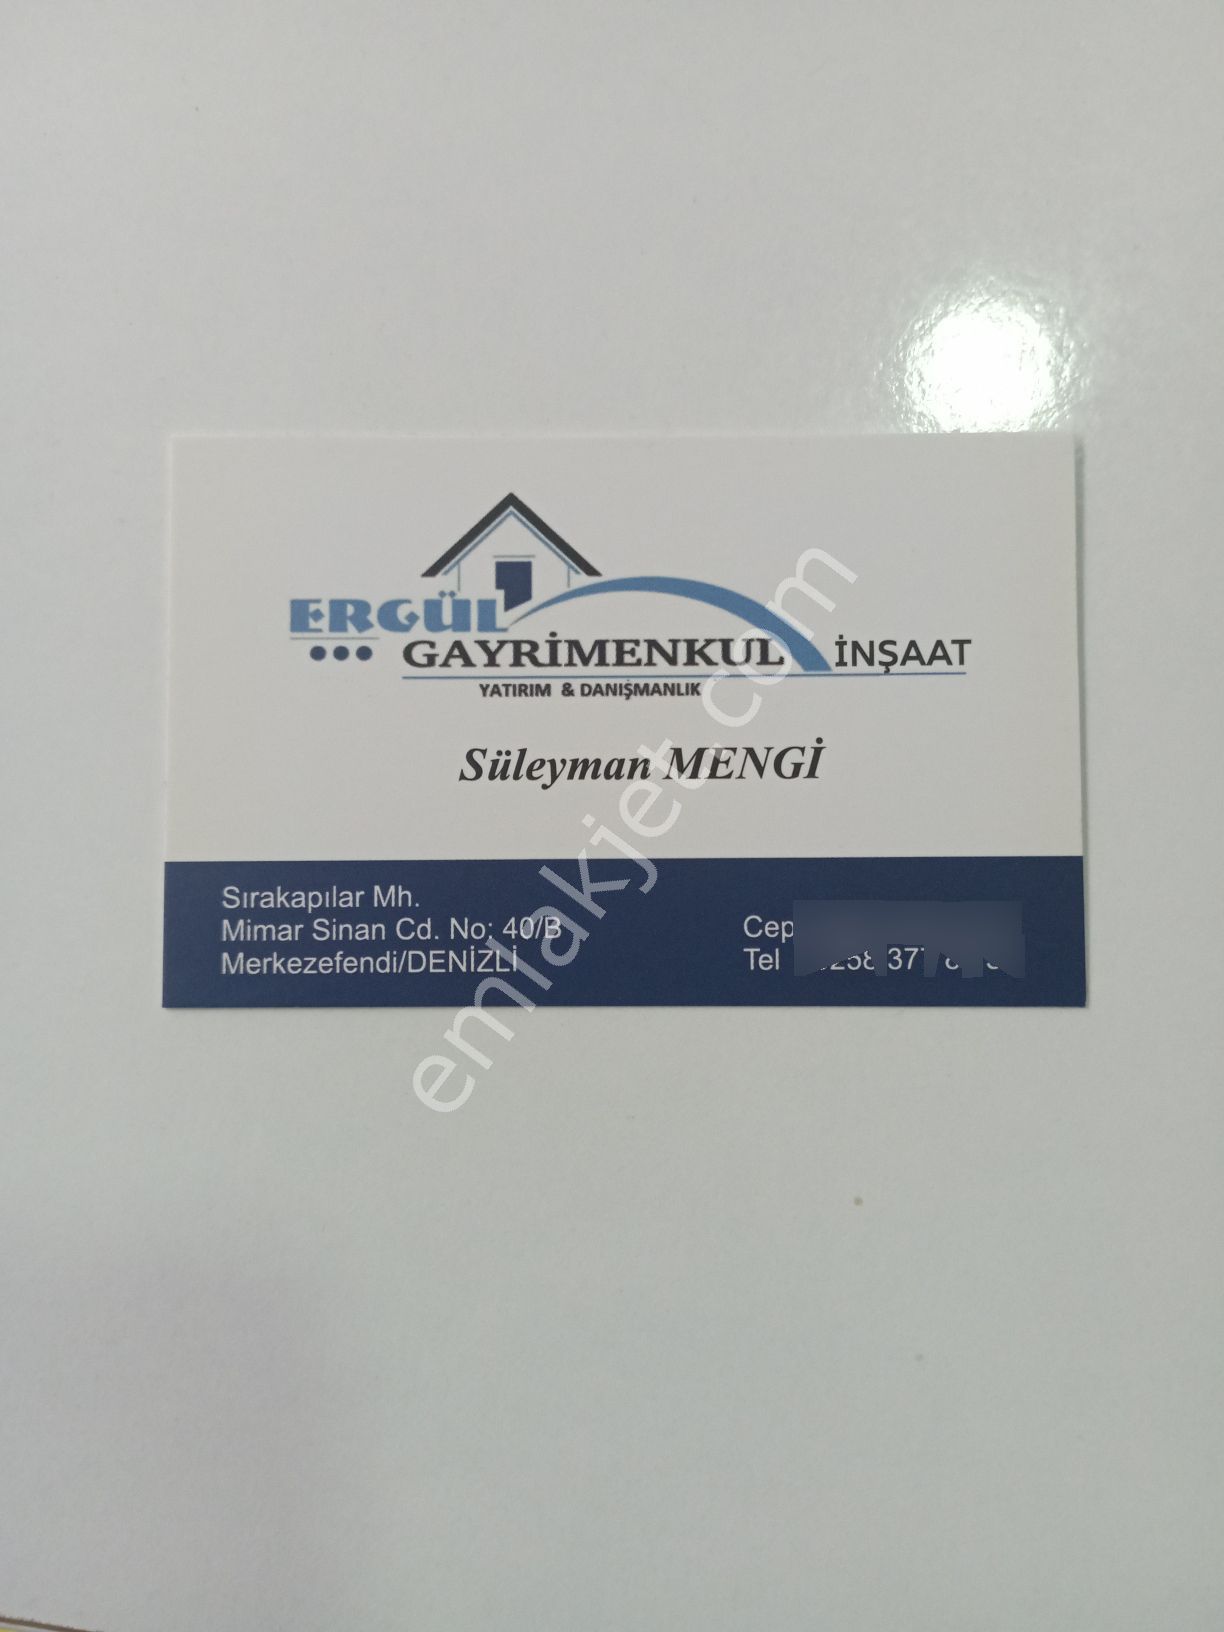 ERGÜL
GAYRİMENKUL İNŞAAT
YATIRIM & DANIŞMANLIK
Süleyman MENGİ
Sırakapılar Mh.
Mimar Sinan Cd. No: 40/B
Merkezefendi/DENİZLİ
Cep
Tel
emlakjet.com